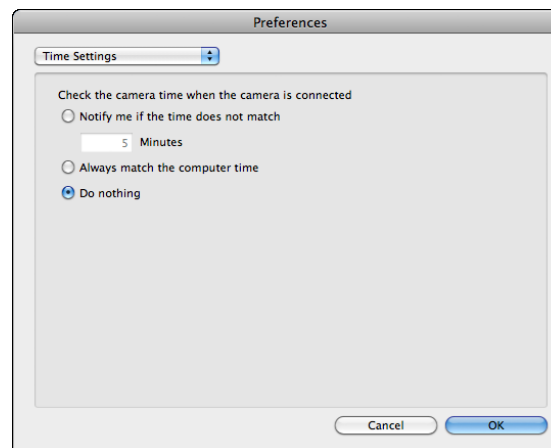 Preferences
Time Settings
Check the camera time when the camera is connected
Notify me if the time does not match
5 Minutes
Always match the computer time
Do nothing
Cancel OK